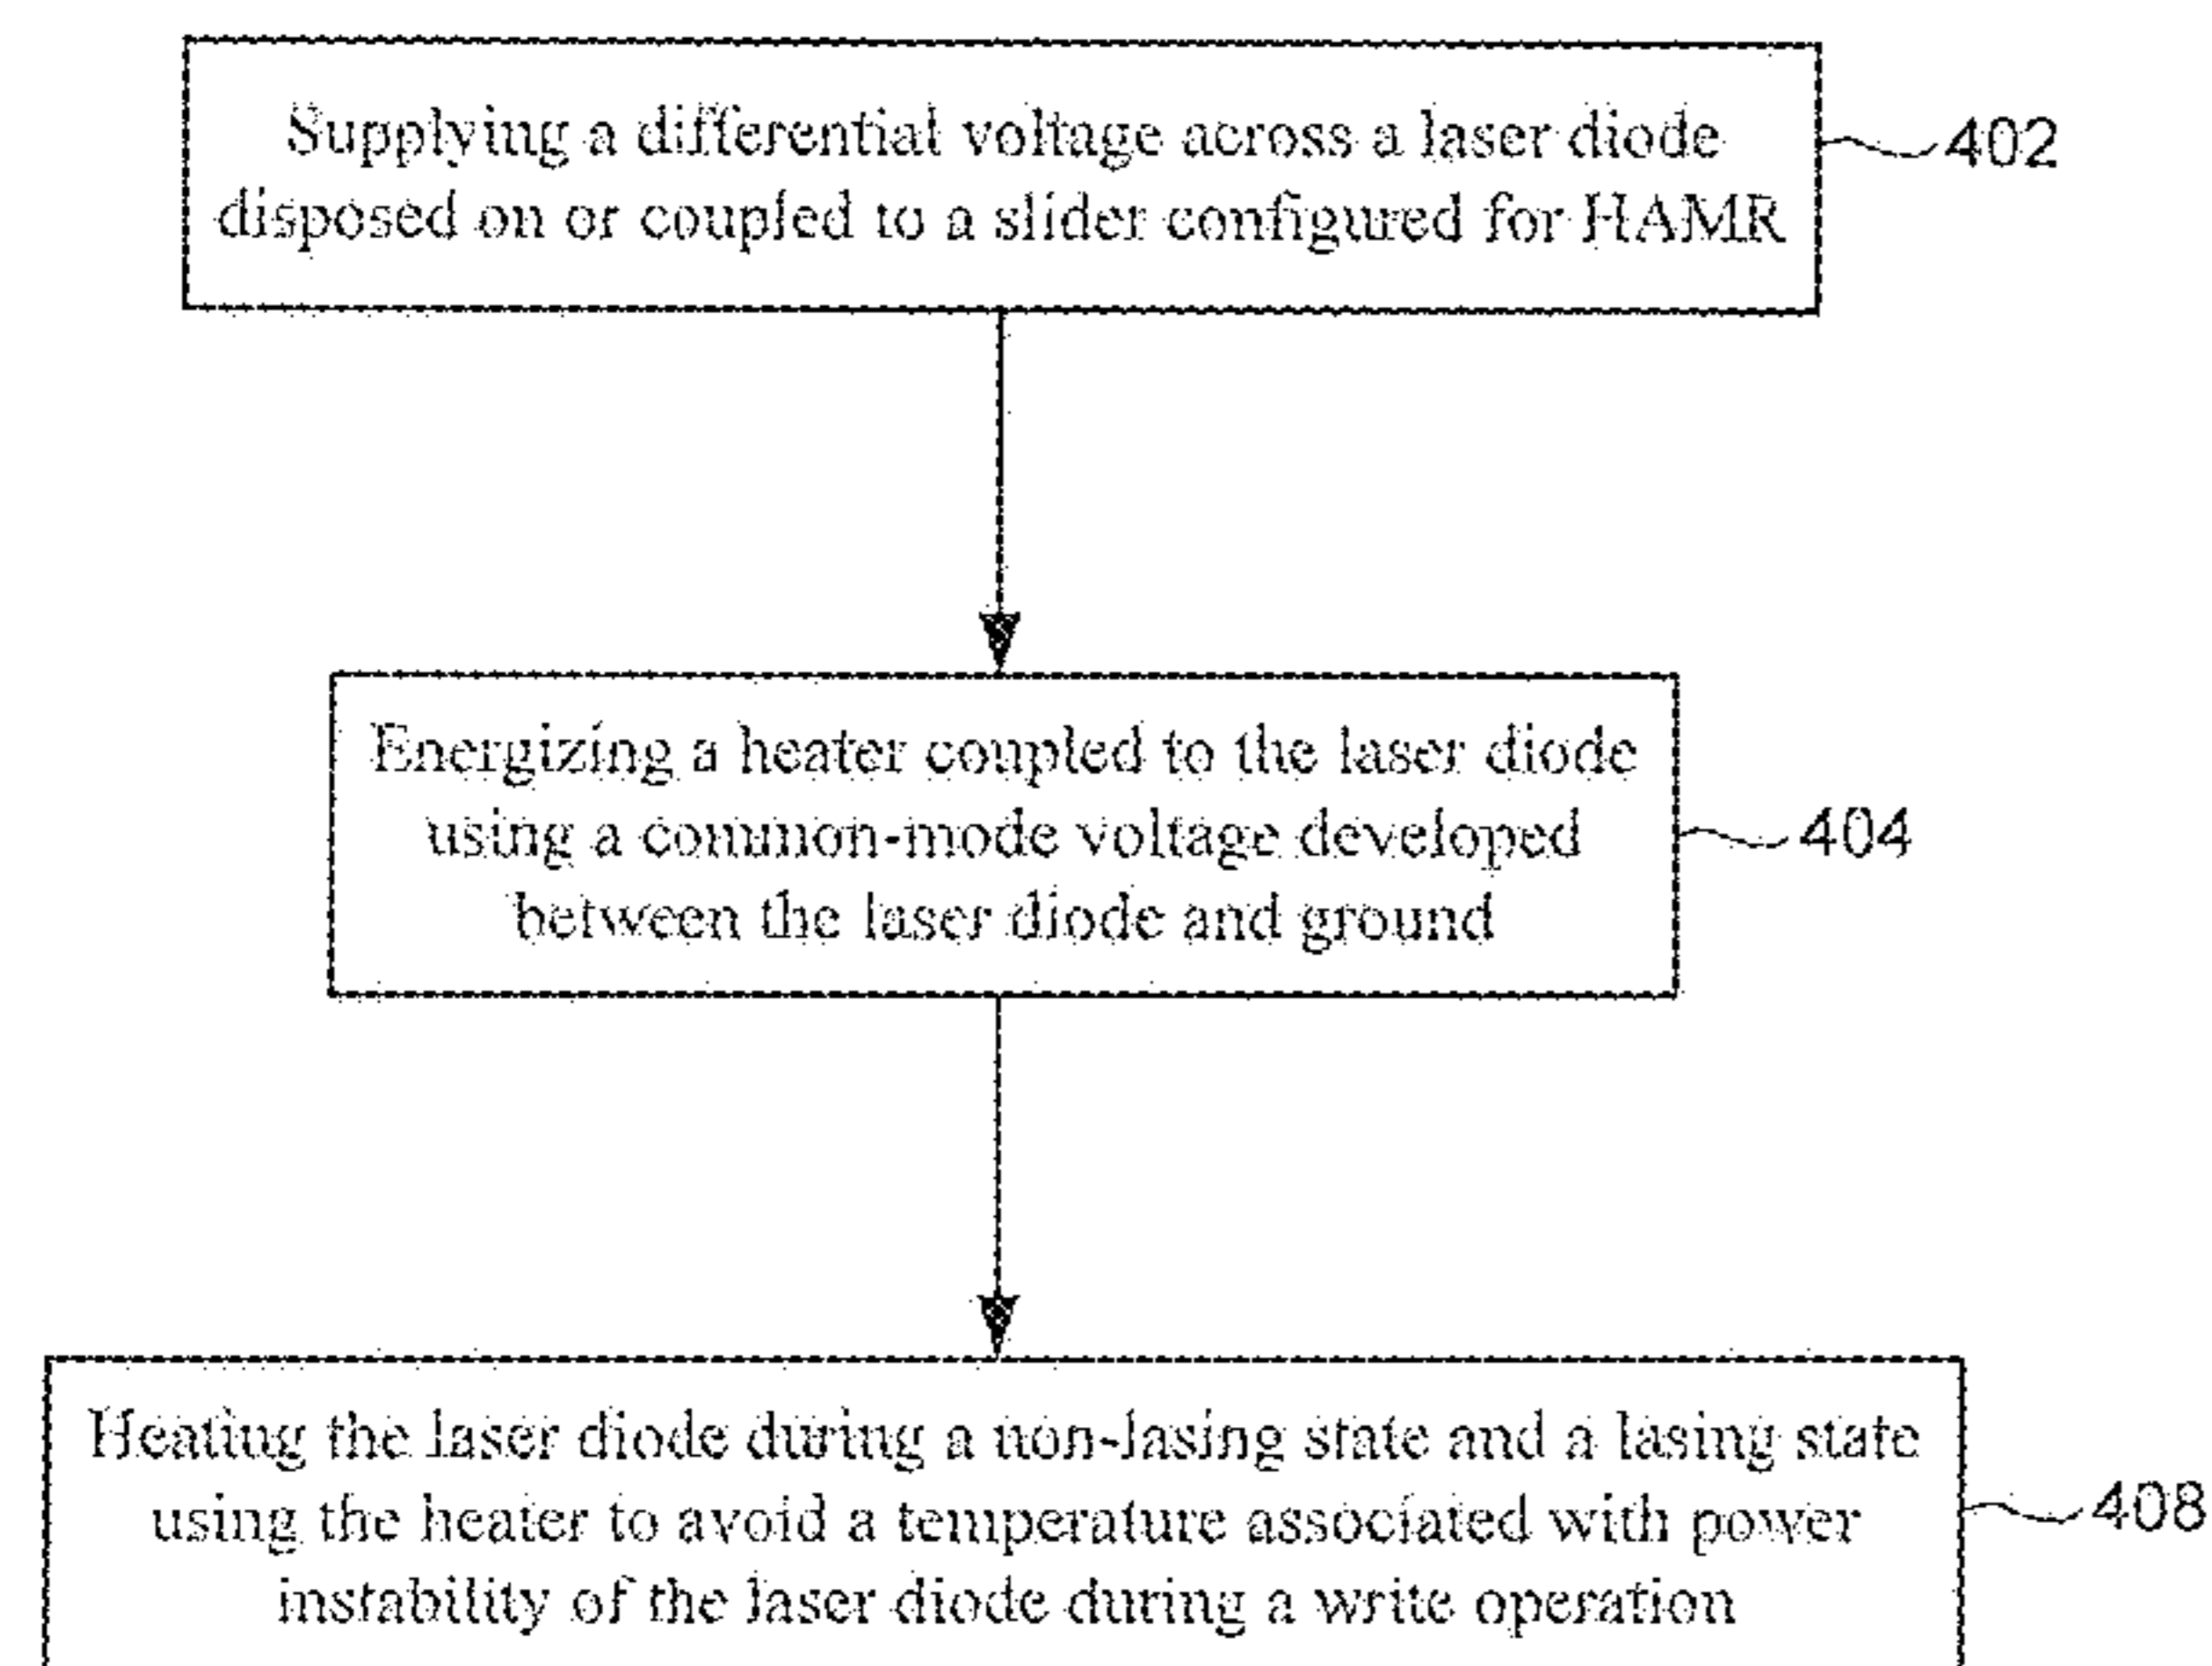 Supplying a differential voltage across a laser diode
disposed on or coupled to a slider configured for HAMR
402
Energizing a heater coupled to the laser diode
using a common-mode voltage developed
between the laser diode and ground
404
Heating the laser diode during a non-lasing state and a lasing state
using the heater to avoid a temperature associated with power
instability of the laser diode during a write operation
408